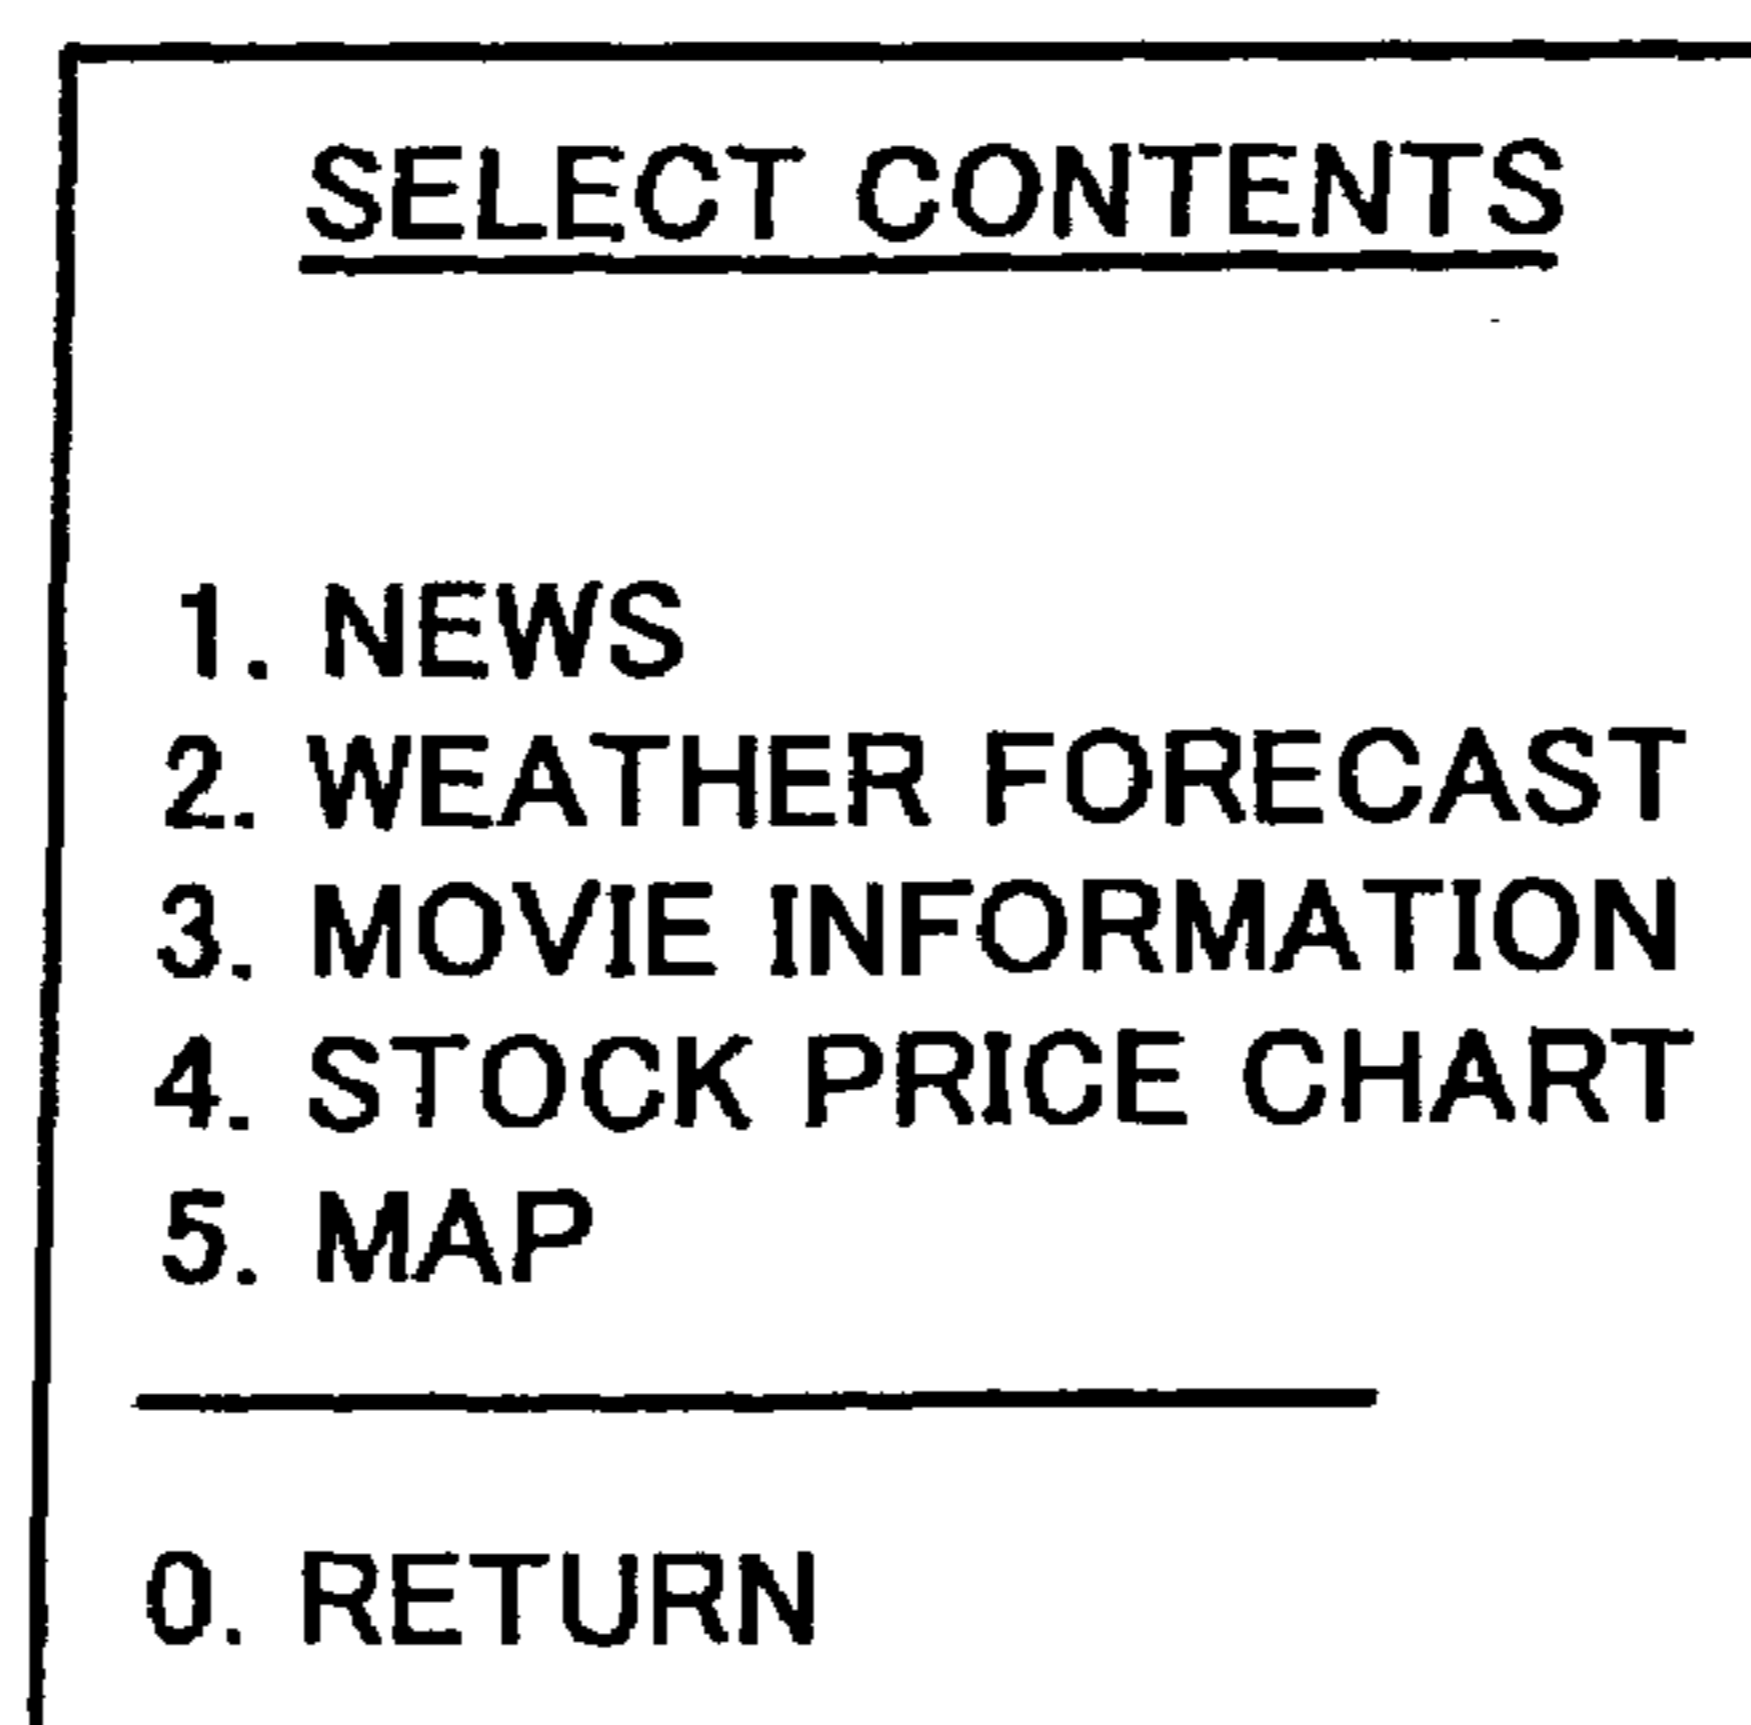 SELECT CONTENTS
1. NEWS
2. WEATHER FORECAST
3. MOVIE INFORMATION
4. STOCK PRICE CHART
5. MAP
0. RETURN